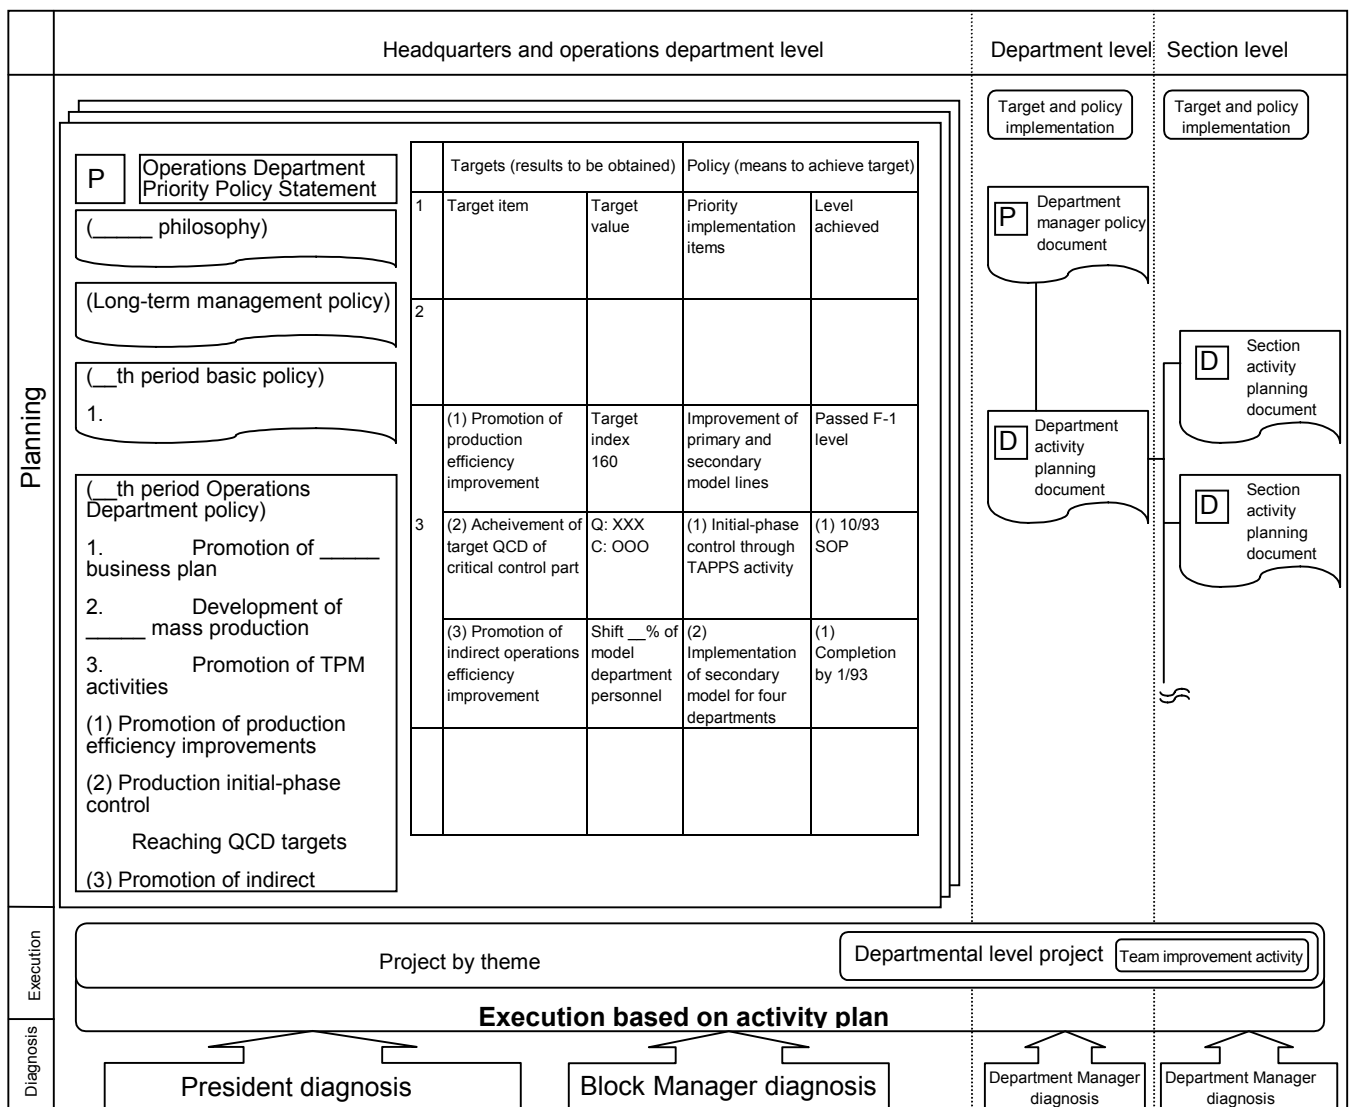 Headquarters and operations department level
Department level
Section level
Planning
P
Operations Department
Priority Policy Statement
(_____ philosophy)
(Long-term management policy)
(__th period basic policy)
1.
(__th period Operations
Department policy)
1. Promotion of _____
business plan
2. Development of
_____ mass production
3. Promotion of TPM
activities
(1) Promotion of production
efficiency improvements
(2) Production initial-phase
control
Reaching QCD targets
(3) Promotion of indirect
Targets (results to be obtained)
Policy (means to achieve target)
1
Target item
Target
value
Priority
implementation
items
Level
achieved
2
3
(1) Promotion of
production
efficiency
improvement
Target
index
160
Improvement of
primary and
secondary
model lines
Passed F-1
level
(2) Acheivement of
target QCD of
critical control part
Q: XXX
C: OOO
(1) Initial-phase
control through
TAPPS activity
(1) 10/93
SOP
(3) Promotion of
indirect operations
efficiency
improvement
Shift __% of
model
department
personnel
(2)
Implementation
of secondary
model for four
departments
(1)
Completion
by 1/93
Target and policy
implementation
P
Department
manager policy
document
D
Department
activity
planning
document
Target and policy
implementation
D
Section
activity
planning
document
D
Section
activity
planning
document
Execution
Project by theme
Departmental level project
Team improvement activity
Execution based on activity plan
Diagnosis
President diagnosis
Block Manager diagnosis
Department Manager
diagnosis
Department Manager
diagnosis